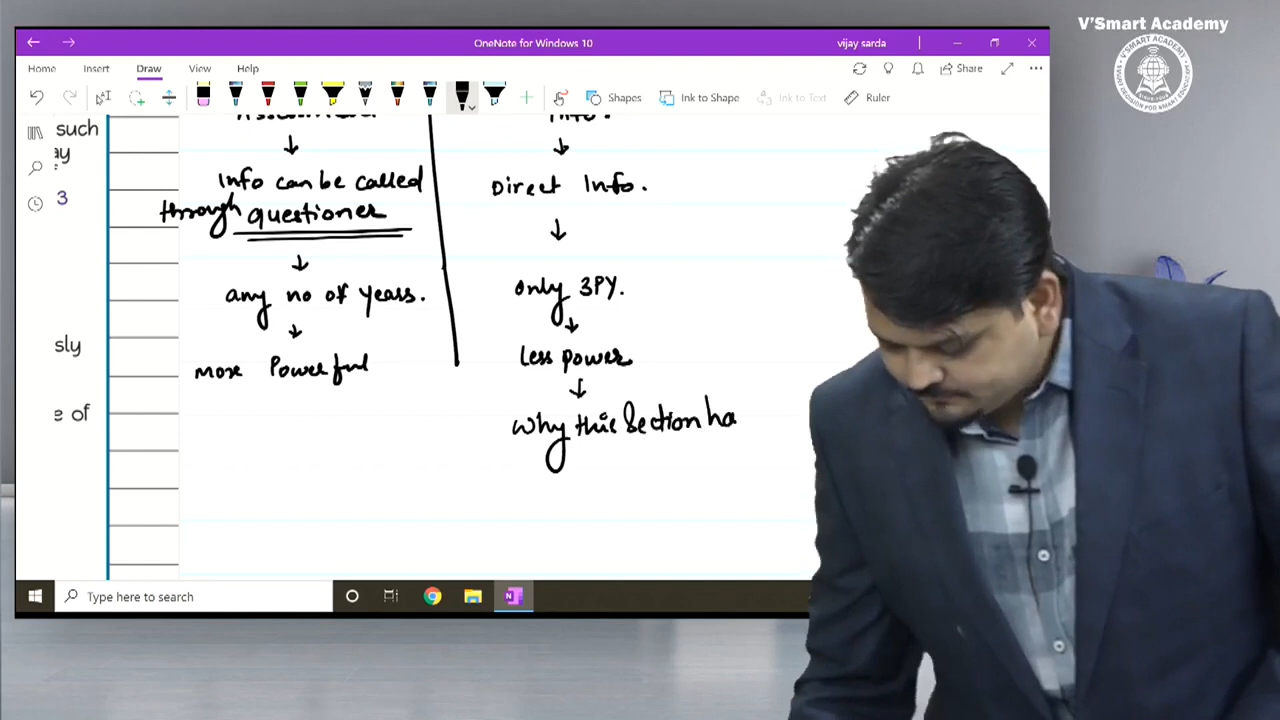 V'Smart Academy
OneNote for Windows 10
vijay sarda
Home
Insert
Draw
View
Help
Share
Shapes
Ink to Shape
Ink to Text
Ruler
such
ay
3
sly
e of
Info can be called
through questioner
any no of years.
more Powerful
Info.
Direct Info.
only 3PY.
Less power
why this Section ha
Type here to search